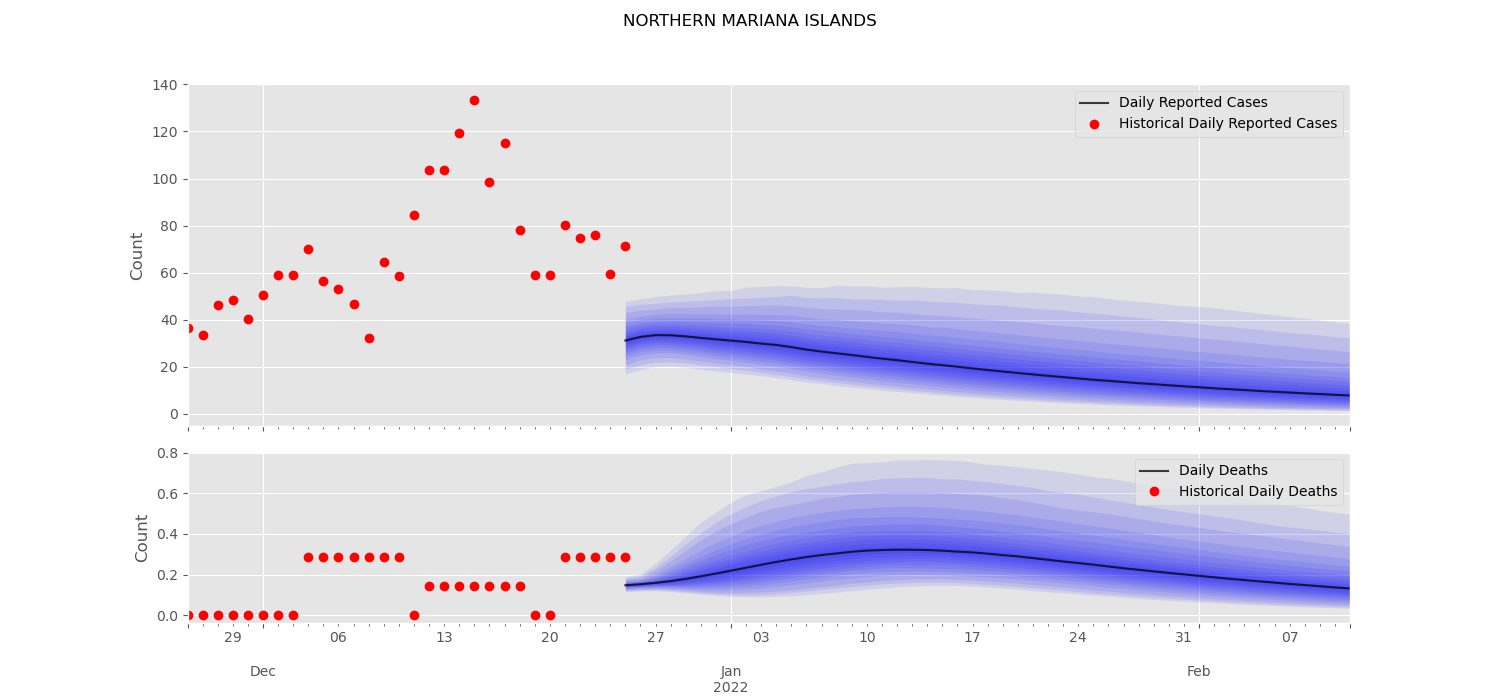 NORTHERN MARIANA ISLANDS
140
120
100
80
60
40
20
0
Count
Daily Reported Cases
Historical Daily Reported Cases
0.8
0.6
0.4
0.2
0.0
Count
Daily Deaths
Historical Daily Deaths
29 06 13 20 27 03 10 17 24 31 07
Dec Jan Feb
2022